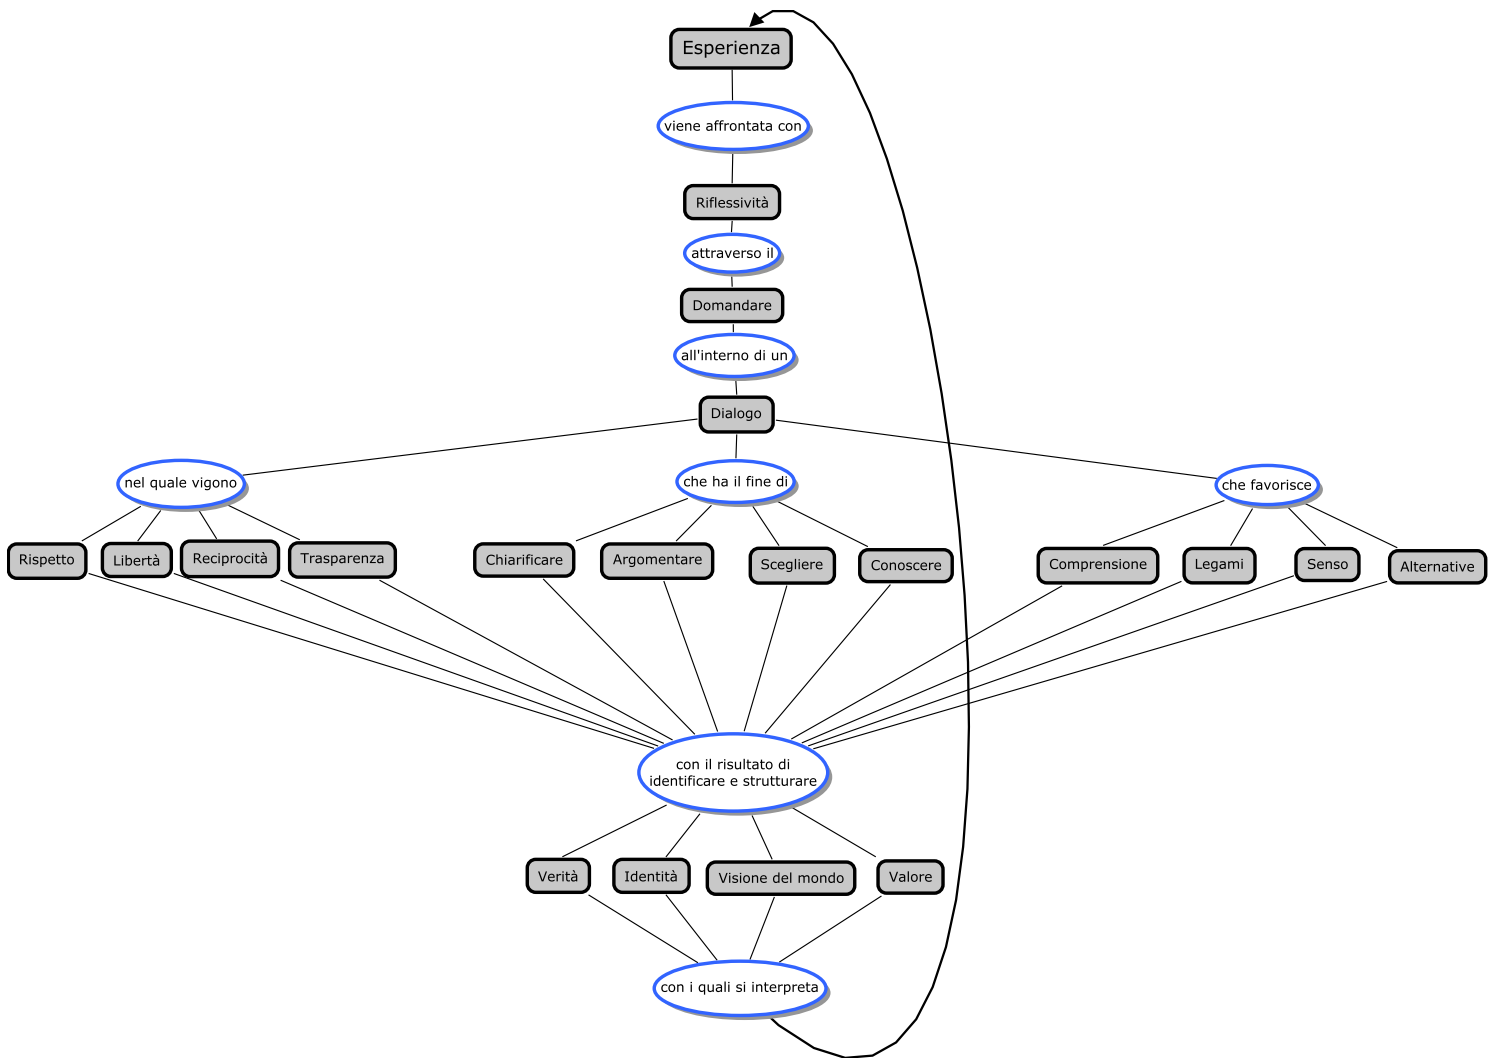 Esperienza
viene affrontata con
Riflessività
attraverso il
Domandare
all'interno di un
Dialogo
nel quale vigono
che ha il fine di
che favorisce
Rispetto
Libertà
Reciprocità
Trasparenza
Chiarificare
Argomentare
Scegliere
Conoscere
Comprensione
Legami
Senso
Alternative
con il risultato di
identificare e strutturare
Verità
Identità
Visione del mondo
Valore
con i quali si interpreta